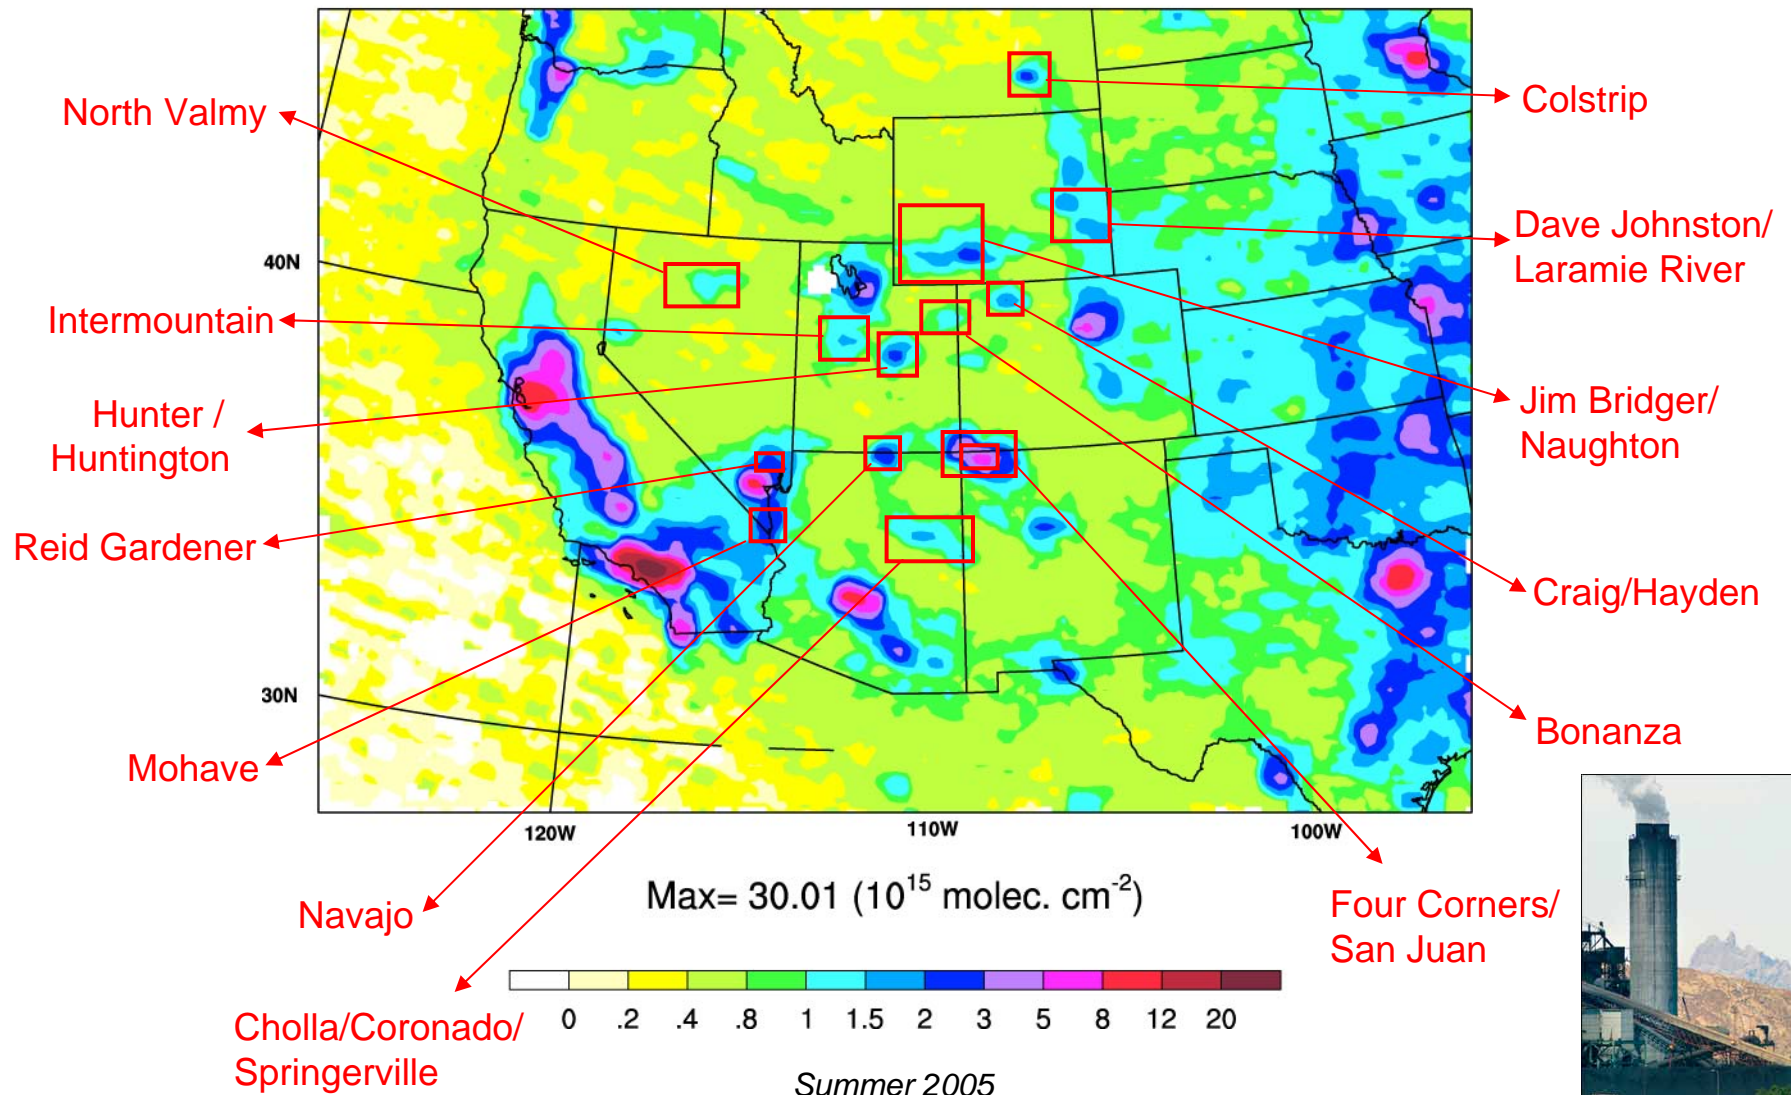 North Valmy
Colstrip
Dave Johnston/
Laramie River
40N
Intermountain
Jim Bridger/
Naughton
Hunter /
Huntington
Reid Gardener
Craig/Hayden
30N
Bonanza
Mohave
120W
110W
100W
Navajo
Max= 30.01 (10^15 molec. cm^-2)
Four Corners/
San Juan
Cholla/Coronado/
Springerville
0 .2 .4 .8 1 1.5 2 3 5 8 12 20
Summer 2005